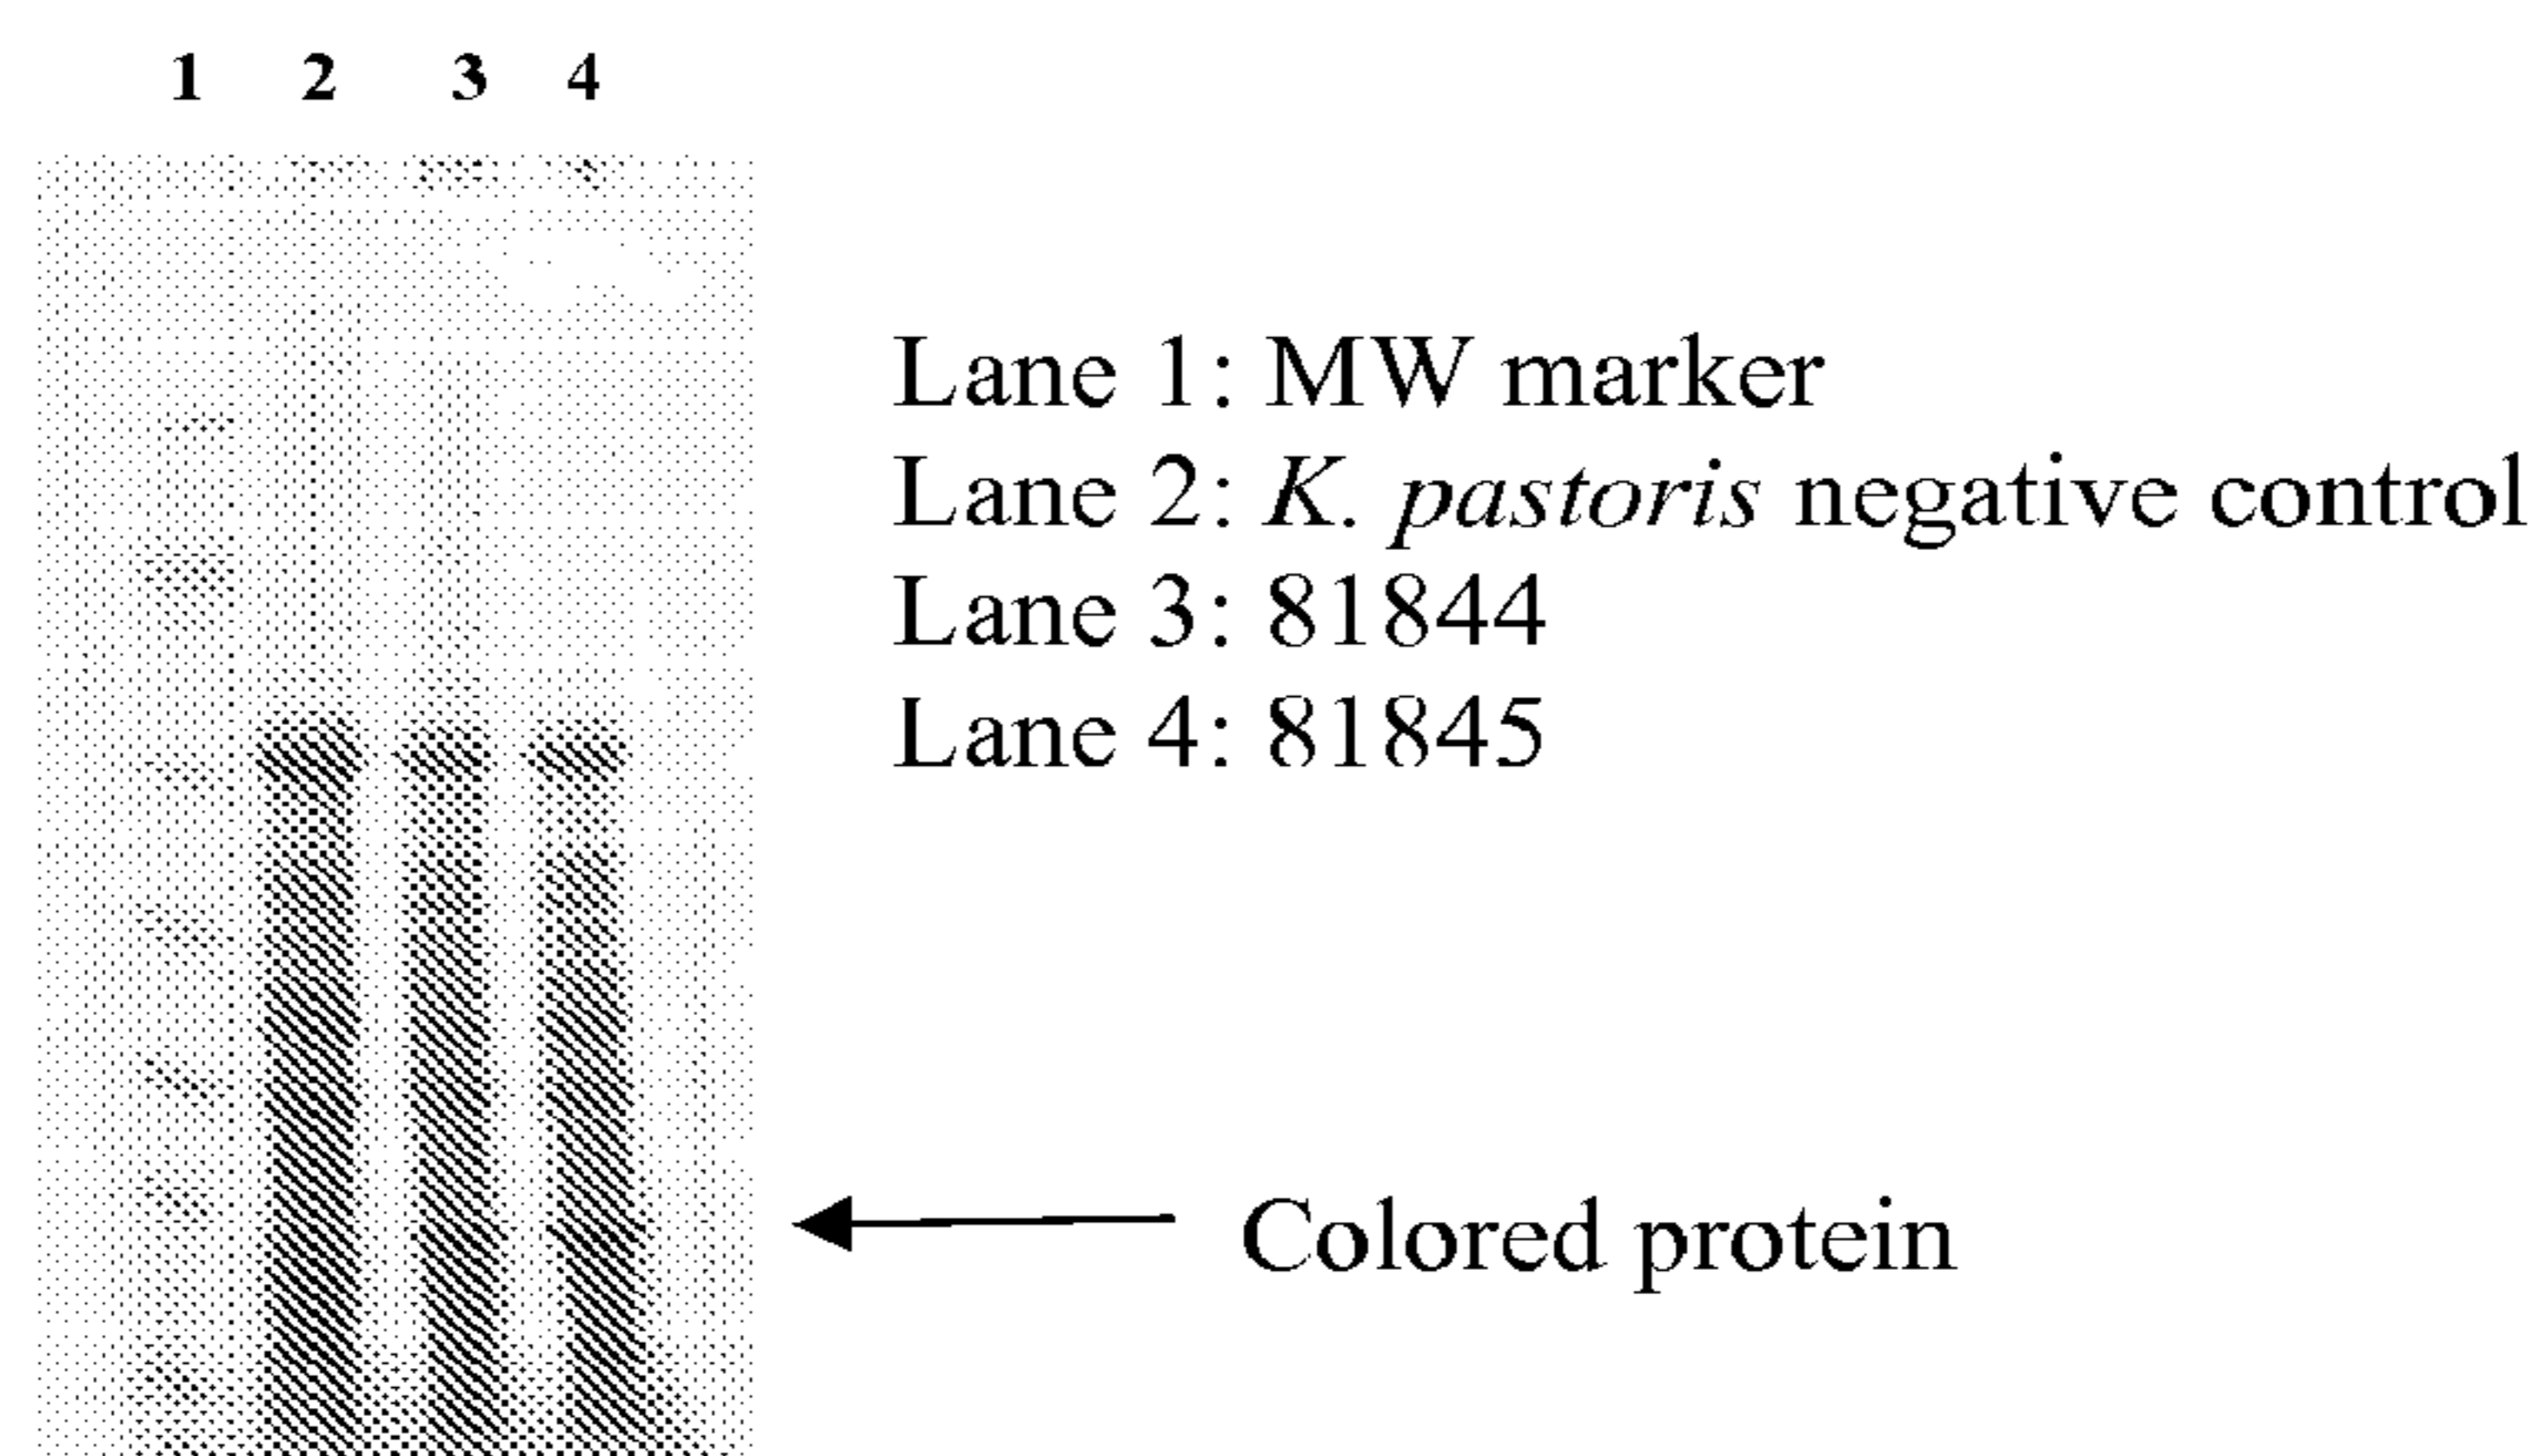 1 2 3 4
Lane 1: MW marker
Lane 2: K. pastoris negative control
Lane 3: 81844
Lane 4: 81845
Colored protein